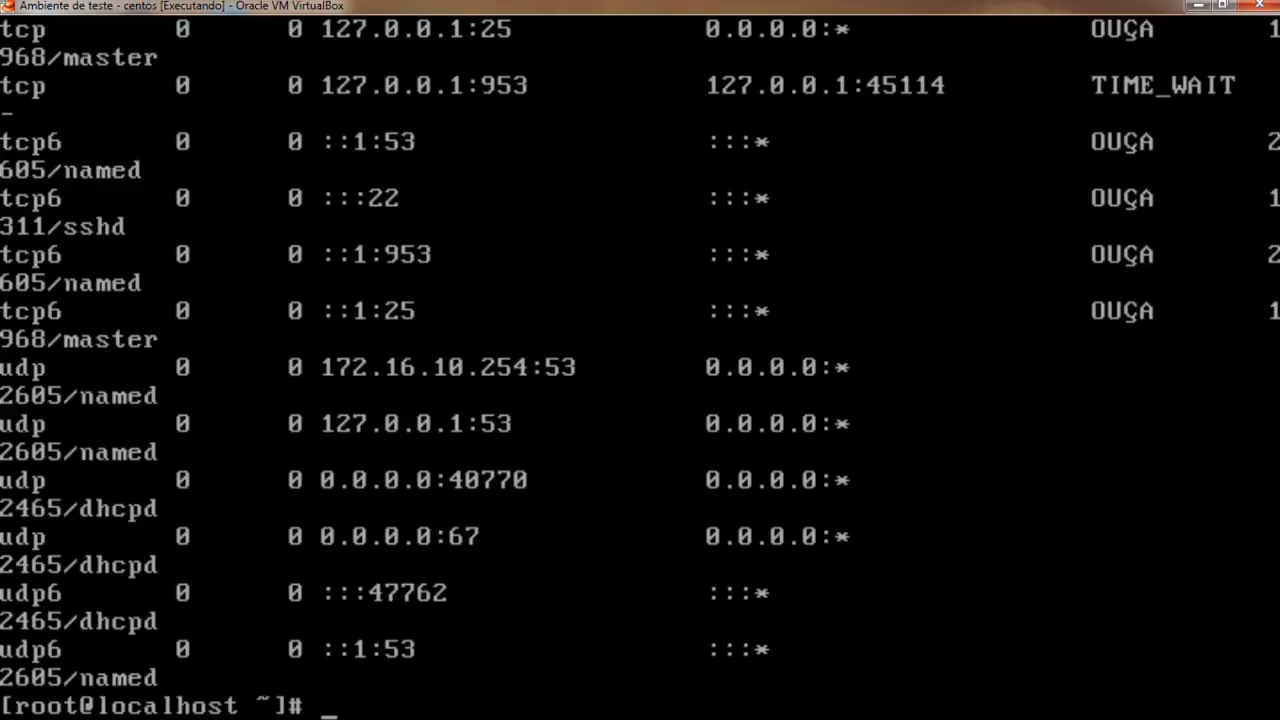 Ambiente de teste - centos [Executando] - Oracle VM VirtualBox
tcp 0 0 127.0.0.1:25 0.0.0.0:* OUÇA 1
968/master
tcp 0 0 127.0.0.1:953 127.0.0.1:45114 TIME_WAIT
-
tcp6 0 0 ::1:53 :::* OUÇA 2
605/named
tcp6 0 0 :::22 :::* OUÇA 1
311/sshd
tcp6 0 0 ::1:953 :::* OUÇA 2
605/named
tcp6 0 0 ::1:25 :::* OUÇA 1
968/master
udp 0 0 172.16.10.254:53 0.0.0.0:*
2605/named
udp 0 0 127.0.0.1:53 0.0.0.0:*
2605/named
udp 0 0 0.0.0.0:40770 0.0.0.0:*
2465/dhcpd
udp 0 0 0.0.0.0:67 0.0.0.0:*
2465/dhcpd
udp6 0 0 :::47762 :::*
2465/dhcpd
udp6 0 0 ::1:53 :::*
2605/named
[root@localhost ~]# _